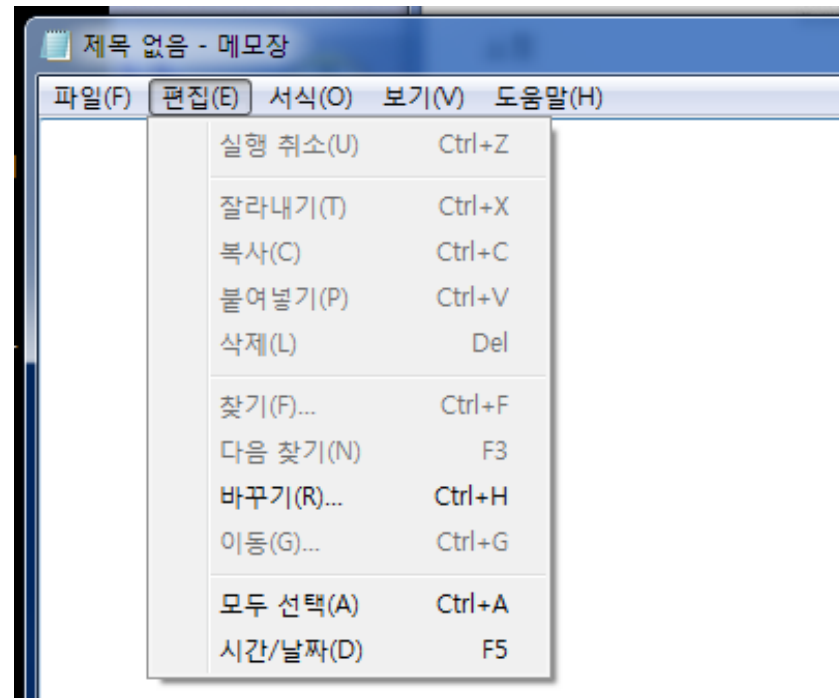 제목 없음 - 메모장
파일(F) 편집(E) 서식(O) 보기(V) 도움말(H)
실행 취소(U) Ctrl+Z
잘라내기(T) Ctrl+X
복사(C) Ctrl+C
붙여넣기(P) Ctrl+V
삭제(L) Del
찾기(F)... Ctrl+F
다음 찾기(N) F3
바꾸기(R)... Ctrl+H
이동(G)... Ctrl+G
모두 선택(A) Ctrl+A
시간/날짜(D) F5